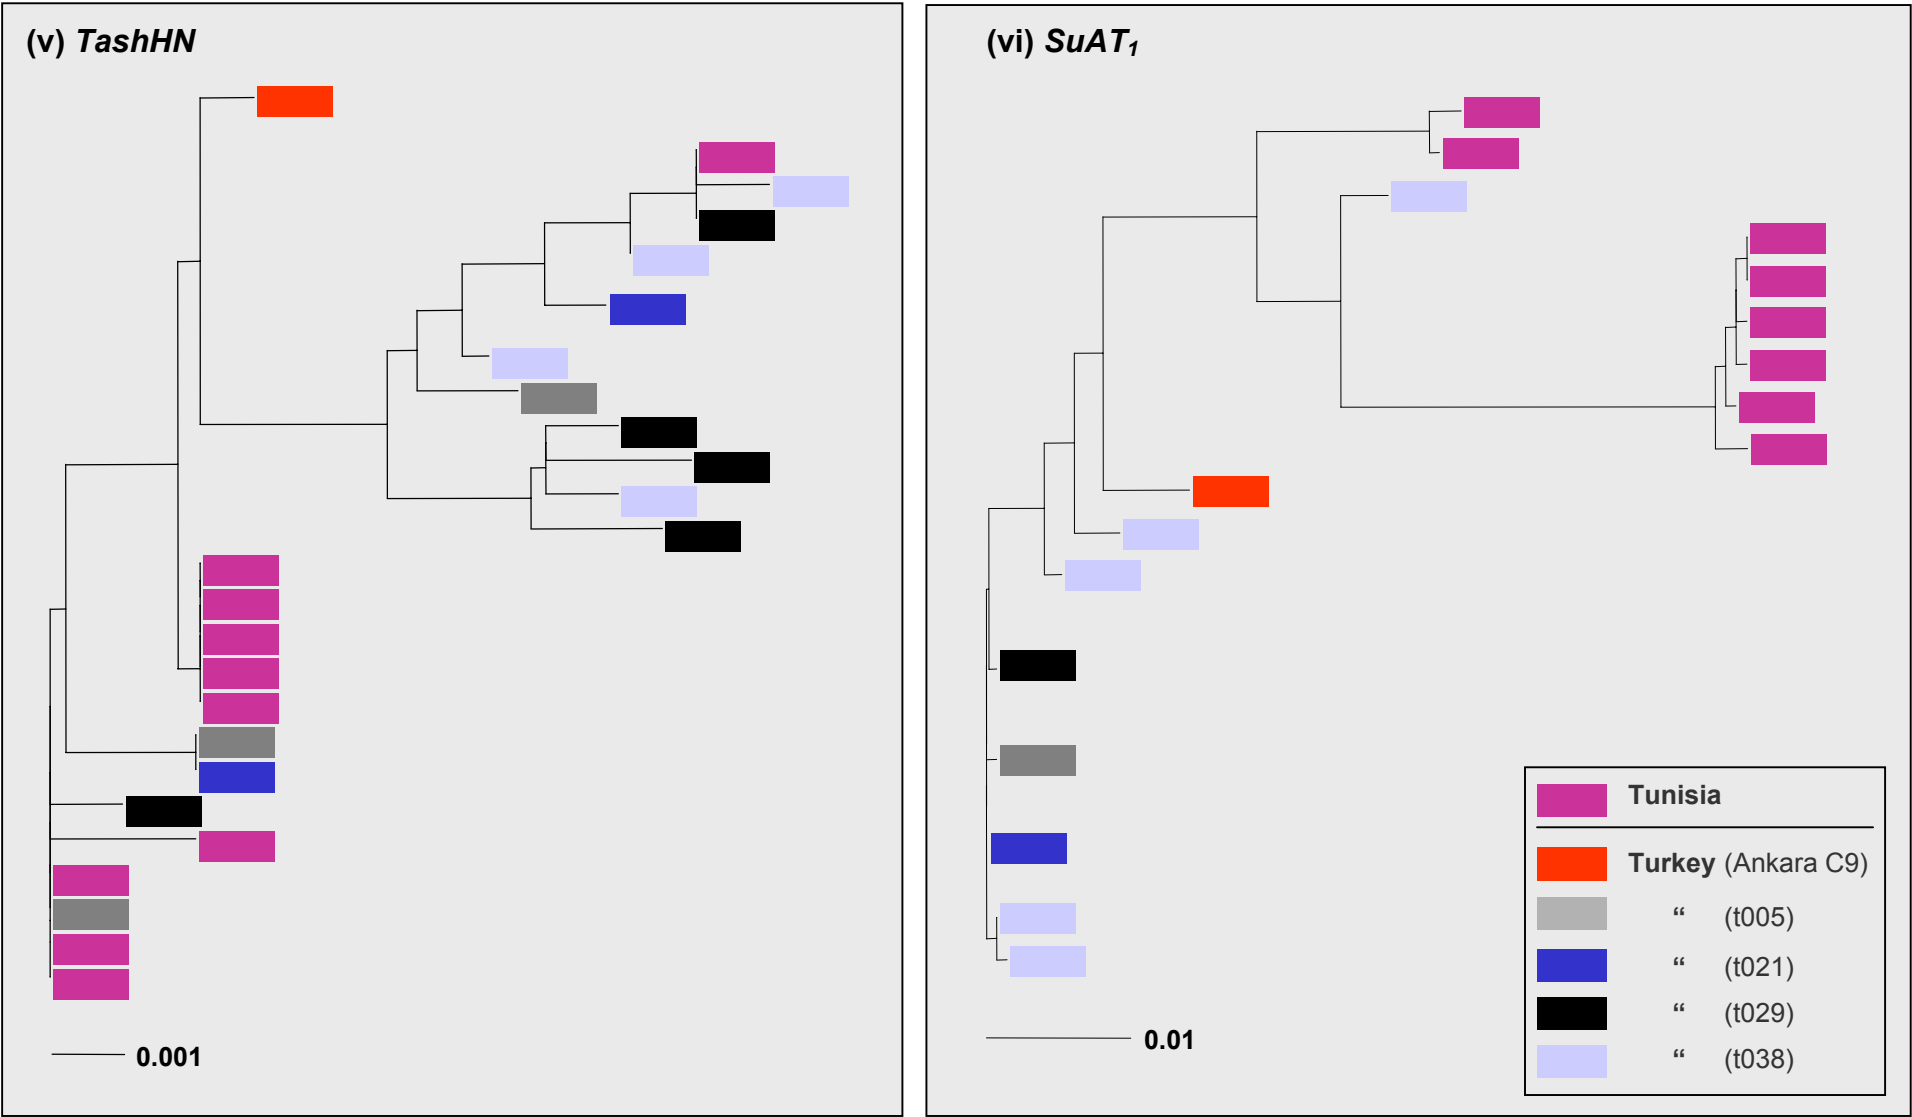 (v) TashHN
(vi) SuAT1
0.001
0.01
Tunisia
Turkey (Ankara C9)
“ (t005)
“ (t021)
“ (t029)
“ (t038)